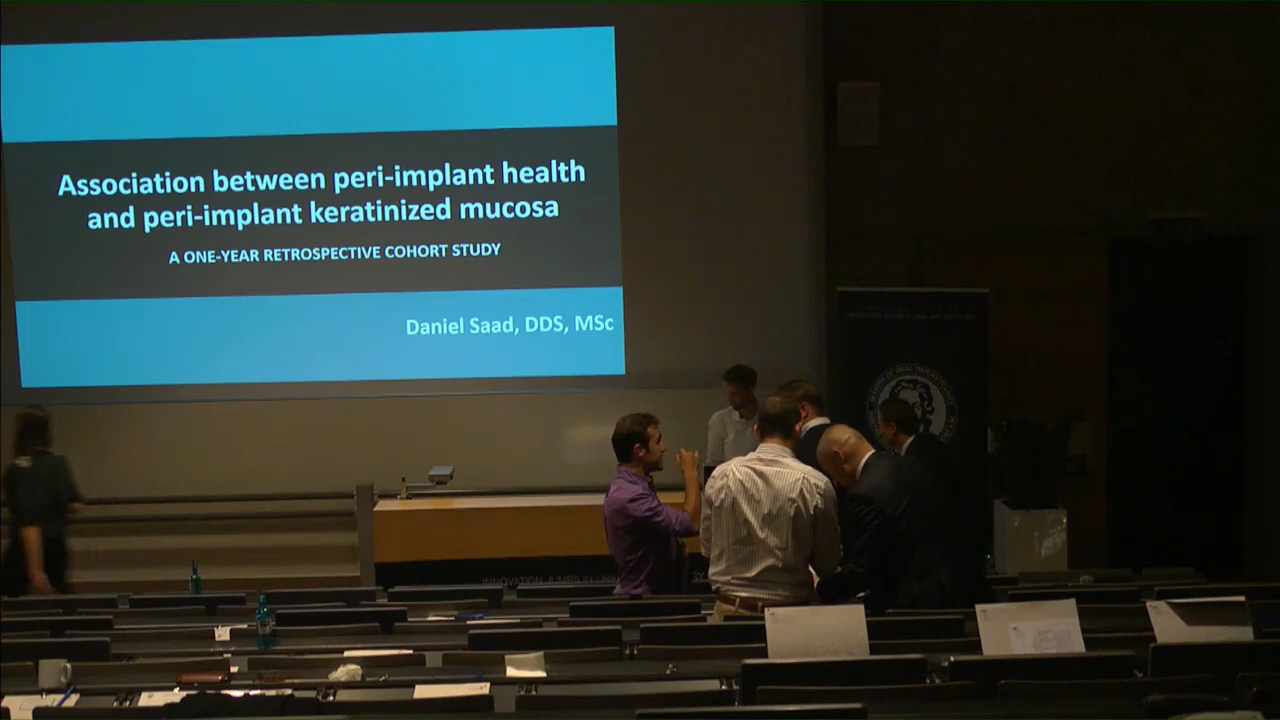 Association between peri-implant health
and peri-implant keratinized mucosa
A ONE-YEAR RETROSPECTIVE COHORT STUDY
Daniel Saad, DDS, MSc